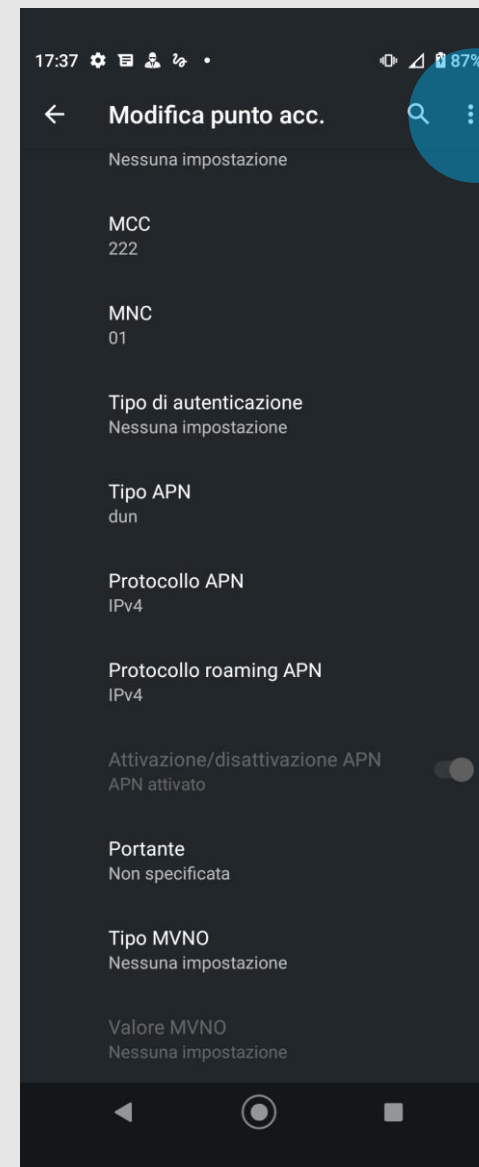 17:37
87%
Modifica punto acc.
Nessuna impostazione
MCC
222
MNC
01
Tipo di autenticazione
Nessuna impostazione
Tipo APN
dun
Protocollo APN
IPv4
Protocollo roaming APN
IPv4
Attivazione/disattivazione APN
APN attivato
Portante
Non specificata
Tipo MVNO
Nessuna impostazione
Valore MVNO
Nessuna impostazione